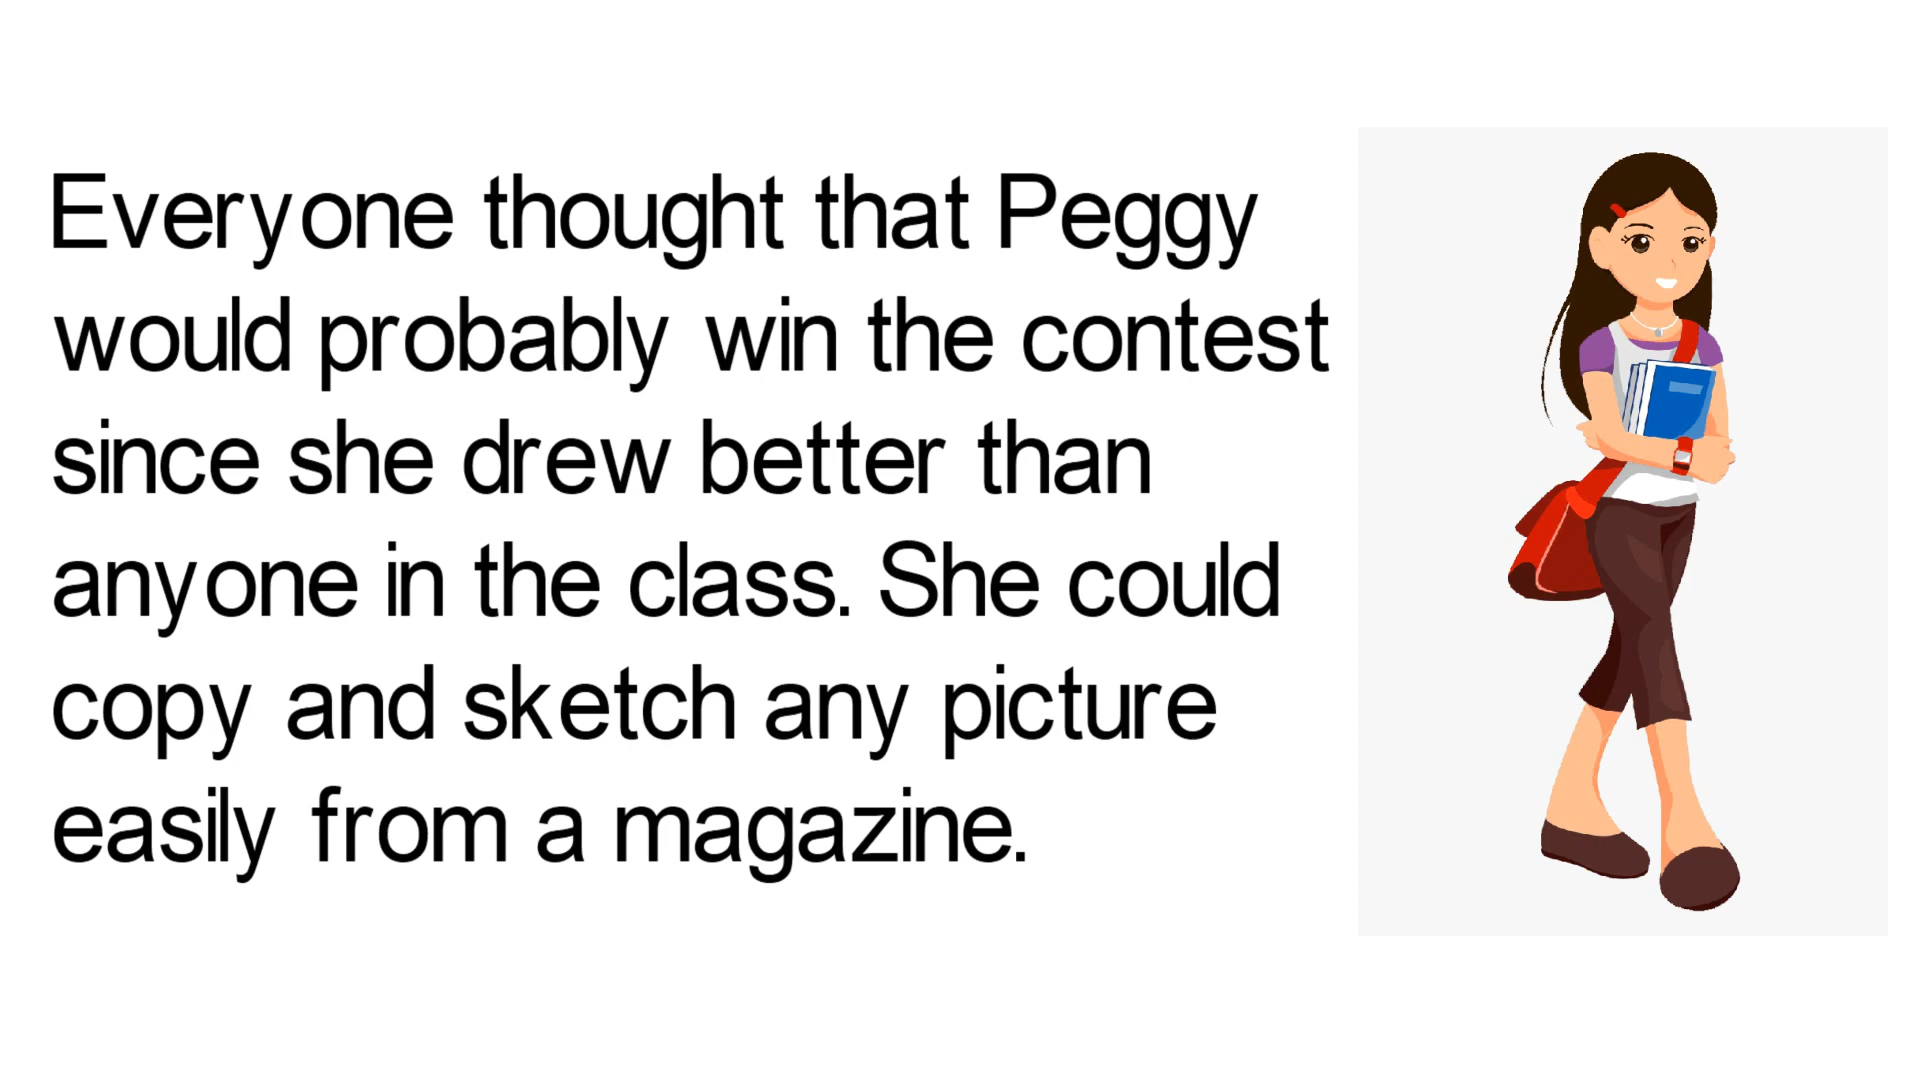 Everyone thought that Peggy
would probably win the contest
since she drew better than
anyone in the class. She could
copy and sketch any picture
easily from a magazine.